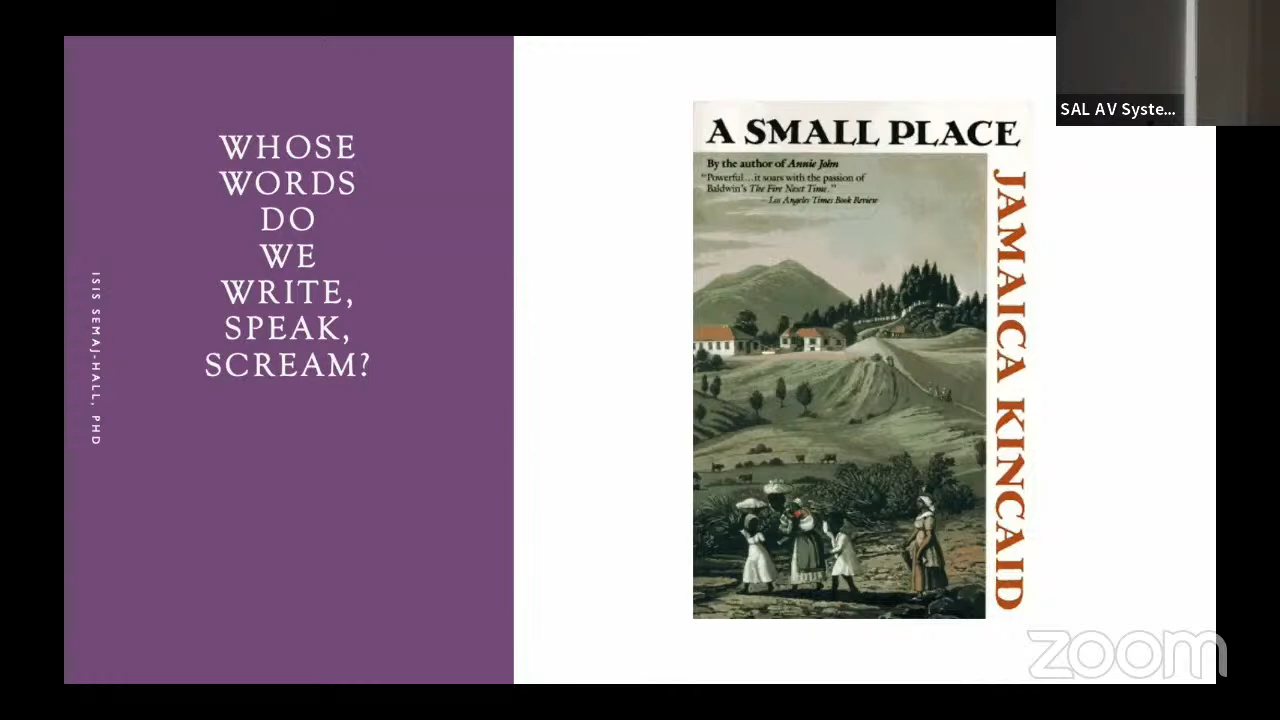 WHOSE
WORDS
DO
WE
WRITE,
SPEAK,
SCREAM?
ISIS SEMAJ-HALL, PHD
A SMALL PLACE
By the author of Annie John
"Powerful...it soars with the passion of
Baldwin's The Fire Next Time."
—Los Angeles Times Book Review
JAMAICA KINCAID
SAL AV Syste...
zoom